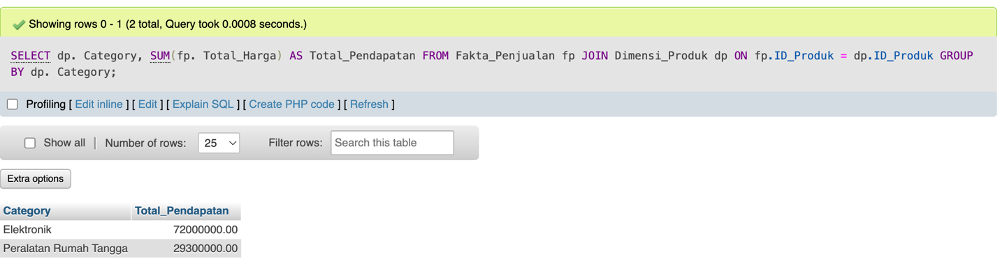 Showing rows 0 - 1 (2 total, Query took 0.0008 seconds.)
SELECT dp. Category, SUM(fp. Total_Harga) AS Total_Pendapatan FROM Fakta_Penjualan fp JOIN Dimensi_Produk dp ON fp.ID_Produk = dp.ID_Produk GROUP
BY dp. Category;
Profiling [ Edit inline ] [ Edit ] [ Explain SQL ] [ Create PHP code ] [ Refresh ]
Show all | Number of rows: 25 Filter rows: Search this table
Extra options
Category Total_Pendapatan
Elektronik 72000000.00
Peralatan Rumah Tangga 29300000.00